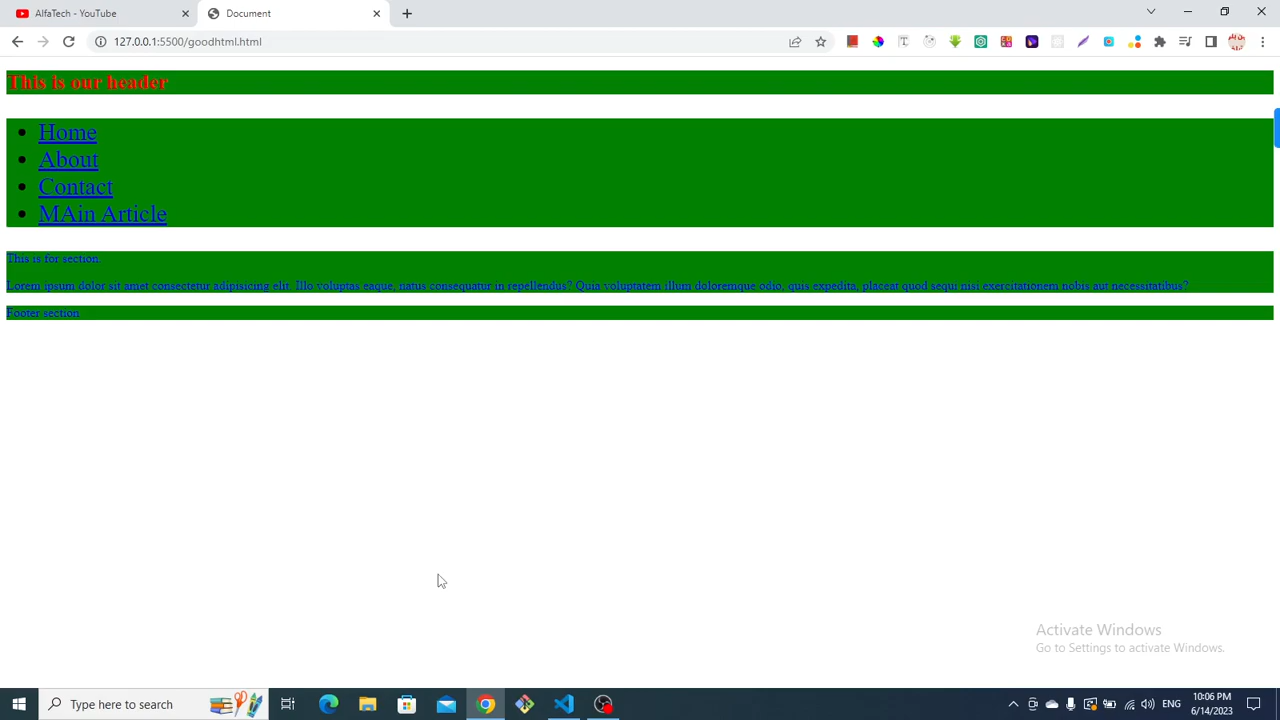 AlfaTech - YouTube
Document
127.0.0.1:5500/goodhtml.html
This is our header
Home
About
Contact
MAin Article
This is for section.
Lorem ipsum dolor sit amet consectetur adipisicing elit. Illo voluptas eaque, natus consequatur in repellendus? Quia voluptatem illum doloremque odio, quis expedita, placeat quod sequi nisi exercitationem nobis aut necessitatibus?
Footer section
Activate Windows
Go to Settings to activate Windows.
Type here to search
ENG
10:06 PM
6/14/2023